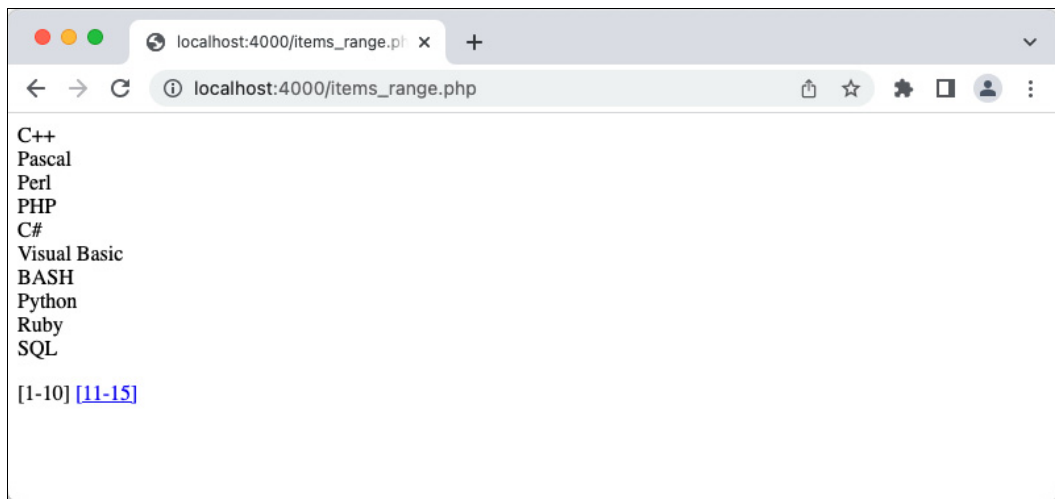 localhost:4000/items_range.ph
localhost:4000/items_range.php
C++
Pascal
Perl
PHP
C#
Visual Basic
BASH
Python
Ruby
SQL
[1-10] [11-15]